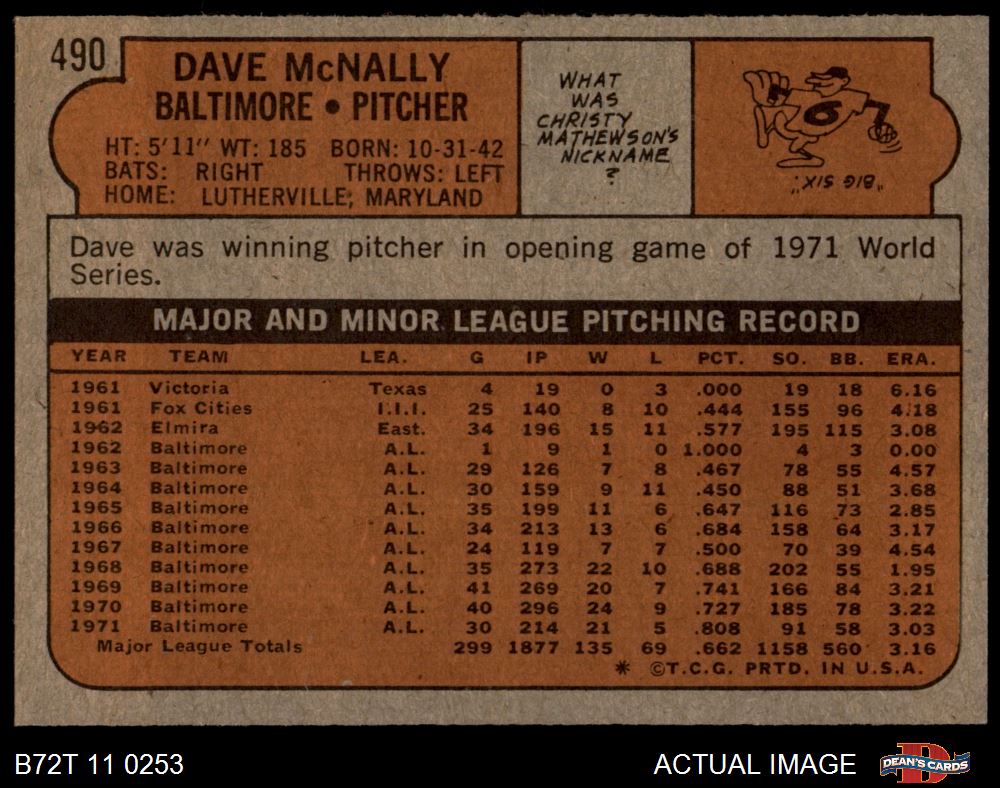 490
DAVE McNALLY
BALTIMORE • PITCHER
HT: 5'11" WT: 185 BORN: 10-31-42
BATS: RIGHT THROWS: LEFT
HOME: LUTHERVILLE, MARYLAND
WHAT
WAS
CHRISTY
MATHEWSON'S
NICKNAME
?
6
"BIG SIX."
Dave was winning pitcher in opening game of 1971 World
Series.
MAJOR AND MINOR LEAGUE PITCHING RECORD
YEAR TEAM LEA. G IP W L PCT. SO. BB. ERA.
1961 Victoria Texas 4 19 0 3 .000 19 18 6.16
1961 Fox Cities I.I.I. 25 140 8 10 .444 155 96 4.18
1962 Elmira East. 34 196 15 11 .577 195 115 3.08
1962 Baltimore A.L. 1 9 1 0 1.000 4 3 0.00
1963 Baltimore A.L. 29 126 7 8 .467 78 55 4.57
1964 Baltimore A.L. 30 159 9 11 .450 88 51 3.68
1965 Baltimore A.L. 35 199 11 6 .647 116 73 2.85
1966 Baltimore A.L. 34 213 13 6 .684 158 64 3.17
1967 Baltimore A.L. 24 119 7 7 .500 70 39 4.54
1968 Baltimore A.L. 35 273 22 10 .688 202 55 1.95
1969 Baltimore A.L. 41 269 20 7 .741 166 84 3.21
1970 Baltimore A.L. 40 296 24 9 .727 185 78 3.22
1971 Baltimore A.L. 30 214 21 5 .808 91 58 3.03
Major League Totals 299 1877 135 69 .662 1158 560 3.16
* ©T.C.G. PRTD. IN U.S.A.
B72T 11 0253
ACTUAL IMAGE
DEAN'S CARDS